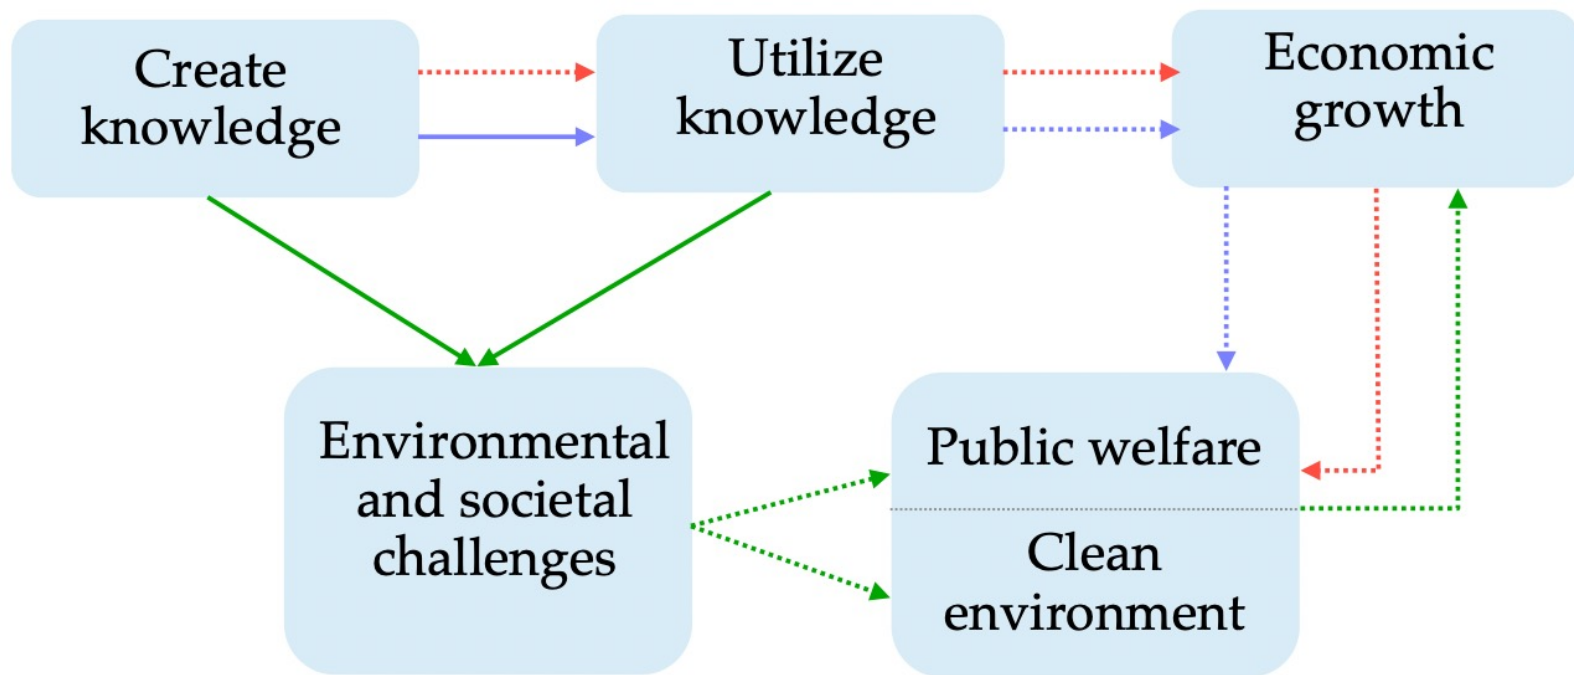 Create
knowledge
Utilize
knowledge
Economic
growth
Environmental
and societal
challenges
Public welfare
Clean
environment